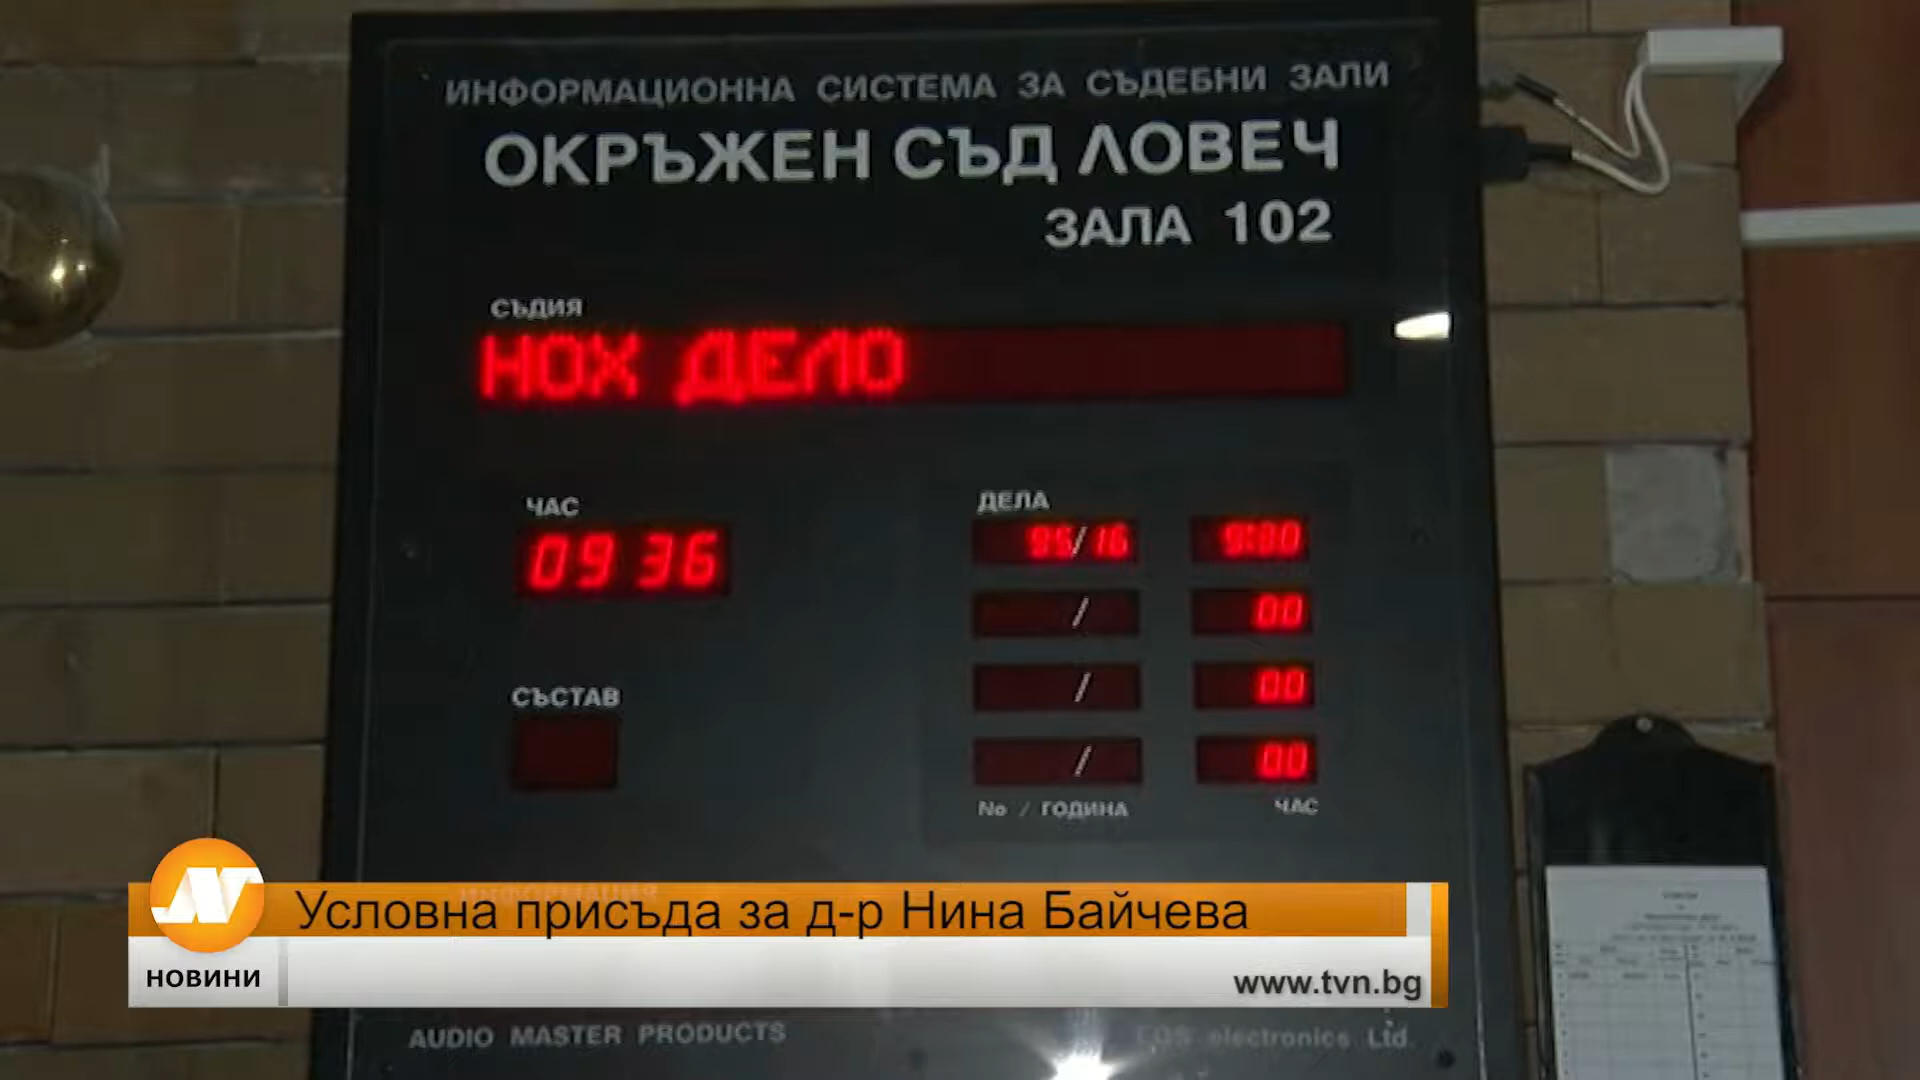 ИНФОРМАЦИОННА СИСТЕМА ЗА СЪДЕБНИ ЗАЛИ
ОКРЪЖЕН СЪД ЛОВЕЧ
ЗАЛА 102
СЪДИЯ
НОХ ДЕЛО
ЧАС
09 36
ДЕЛА
95/16 9:00
/ 00
/ 00
/ 00
№ / ГОДИНА ЧАС
СЪСТАВ
ИНФОРМАЦИЯ
Условна присъда за д-р Нина Байчева
НОВИНИ
www.tvn.bg
AUDIO MASTER PRODUCTS
EOS electronics Ltd.